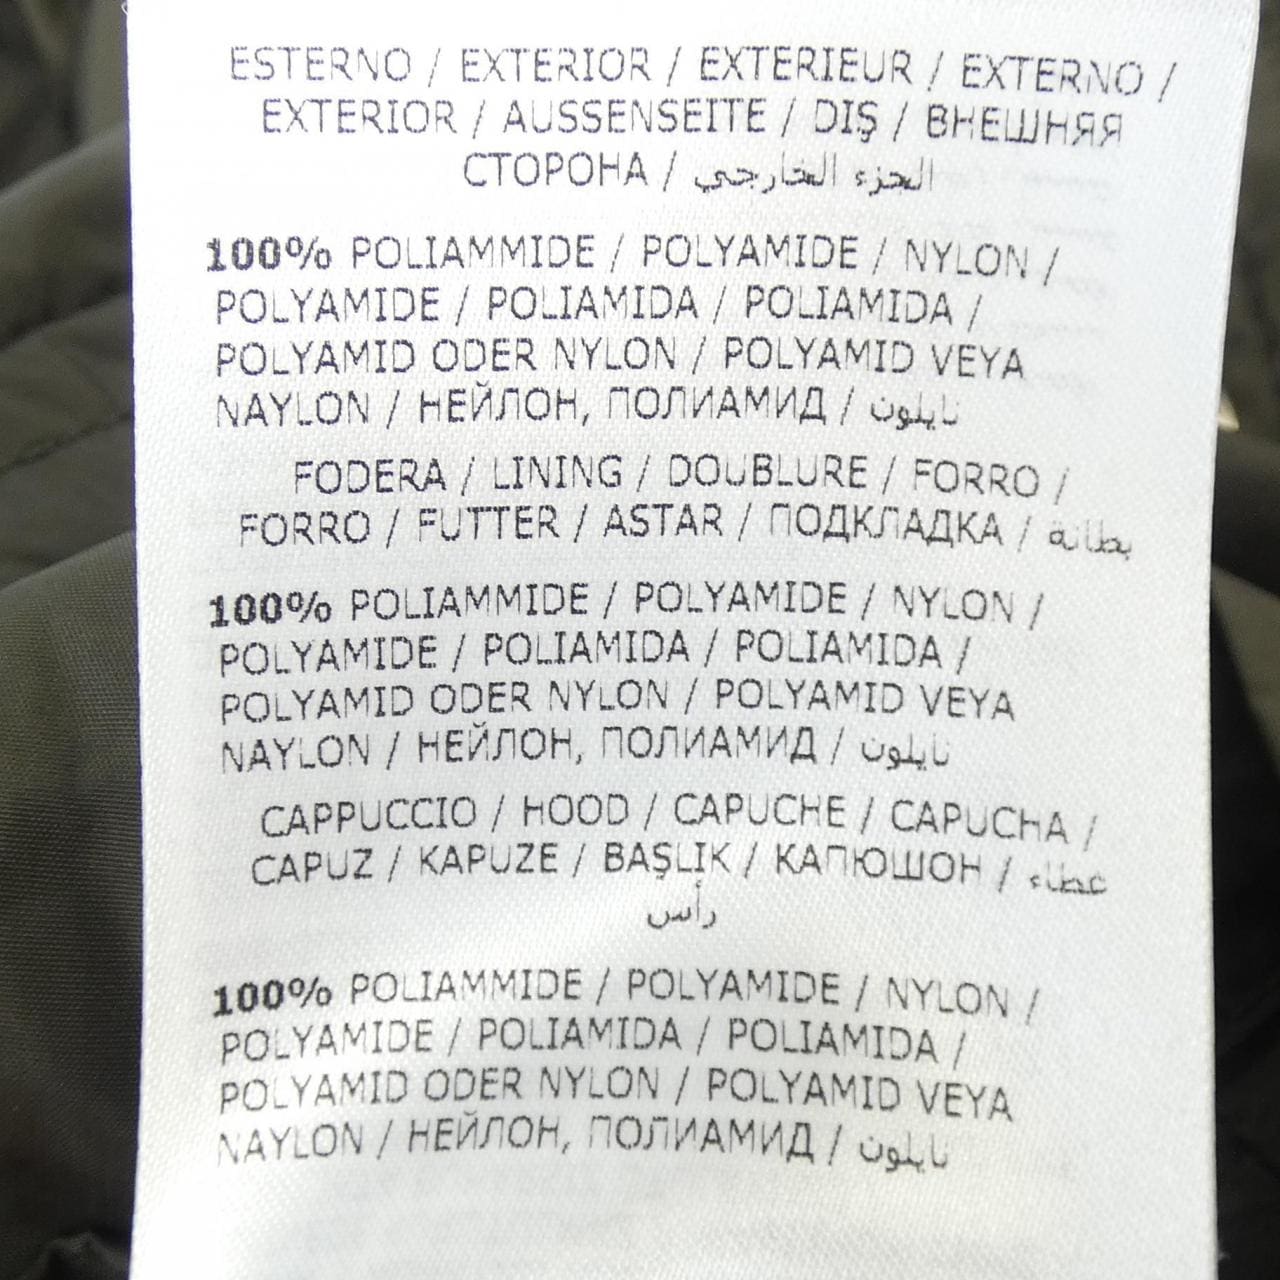 ESTERNO / EXTERIOR / EXTERIEUR / EXTERNO /
EXTERIOR / AUSSENSEITE / DIŞ / ВНЕШНЯЯ
СТОРОНА / الجزء الخارجي
100% POLIAMMIDE / POLYAMIDE / NYLON /
POLYAMIDE / POLIAMIDA / POLIAMIDA /
POLYAMID ODER NYLON / POLYAMID VEYA
NAYLON / НЕЙЛОН, ПОЛИАМИД / نايلون
FODERA / LINING / DOUBLURE / FORRO /
FORRO / FUTTER / ASTAR / ПОДКЛАДКА / بطانة
100% POLIAMMIDE / POLYAMIDE / NYLON /
POLYAMIDE / POLIAMIDA / POLIAMIDA /
POLYAMID ODER NYLON / POLYAMID VEYA
NAYLON / НЕЙЛОН, ПОЛИАМИД / نايلون
CAPPUCCIO / HOOD / CAPUCHE / CAPUCHA /
CAPUZ / KAPUZE / BAŞLIK / КАПЮШОН / غطاء
رأس
100% POLIAMMIDE / POLYAMIDE / NYLON /
POLYAMIDE / POLIAMIDA / POLIAMIDA /
POLYAMID ODER NYLON / POLYAMID VEYA
NAYLON / НЕЙЛОН, ПОЛИАМИД / نايلون